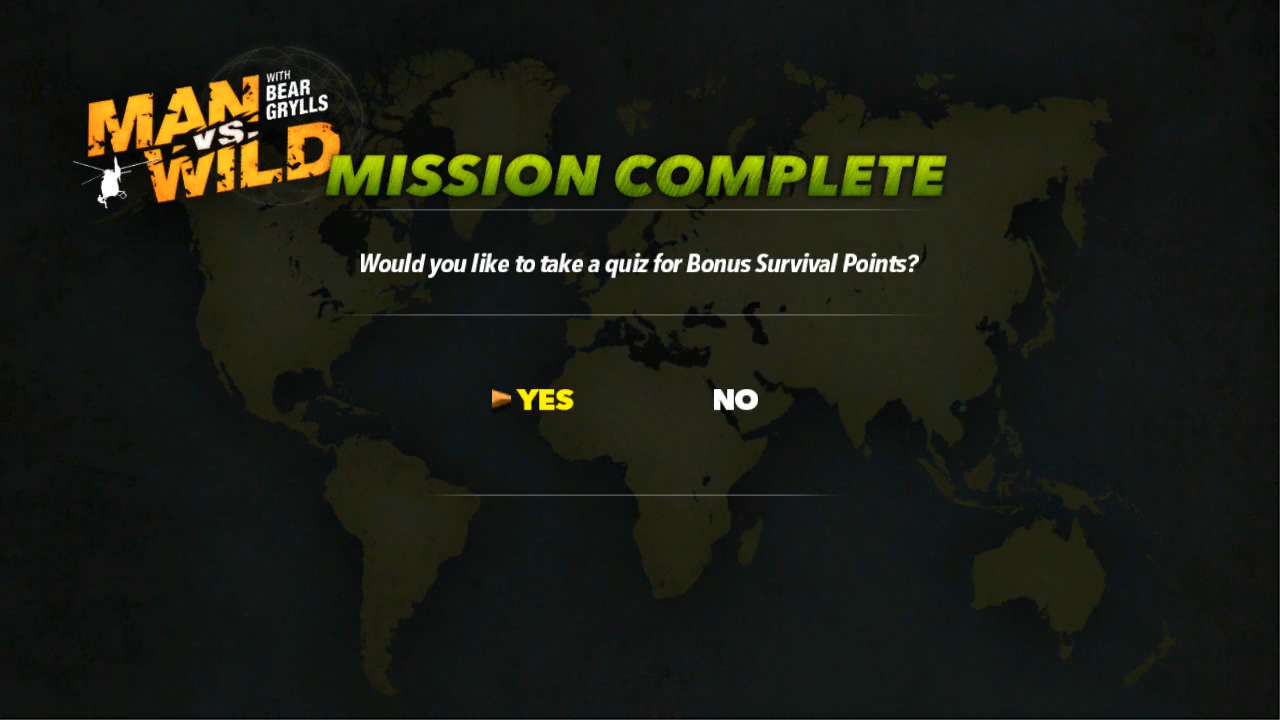 MAN
WITH
BEAR
GRYLLS
vs.
WILD
MISSION COMPLETE
Would you like to take a quiz for Bonus Survival Points?
YES NO